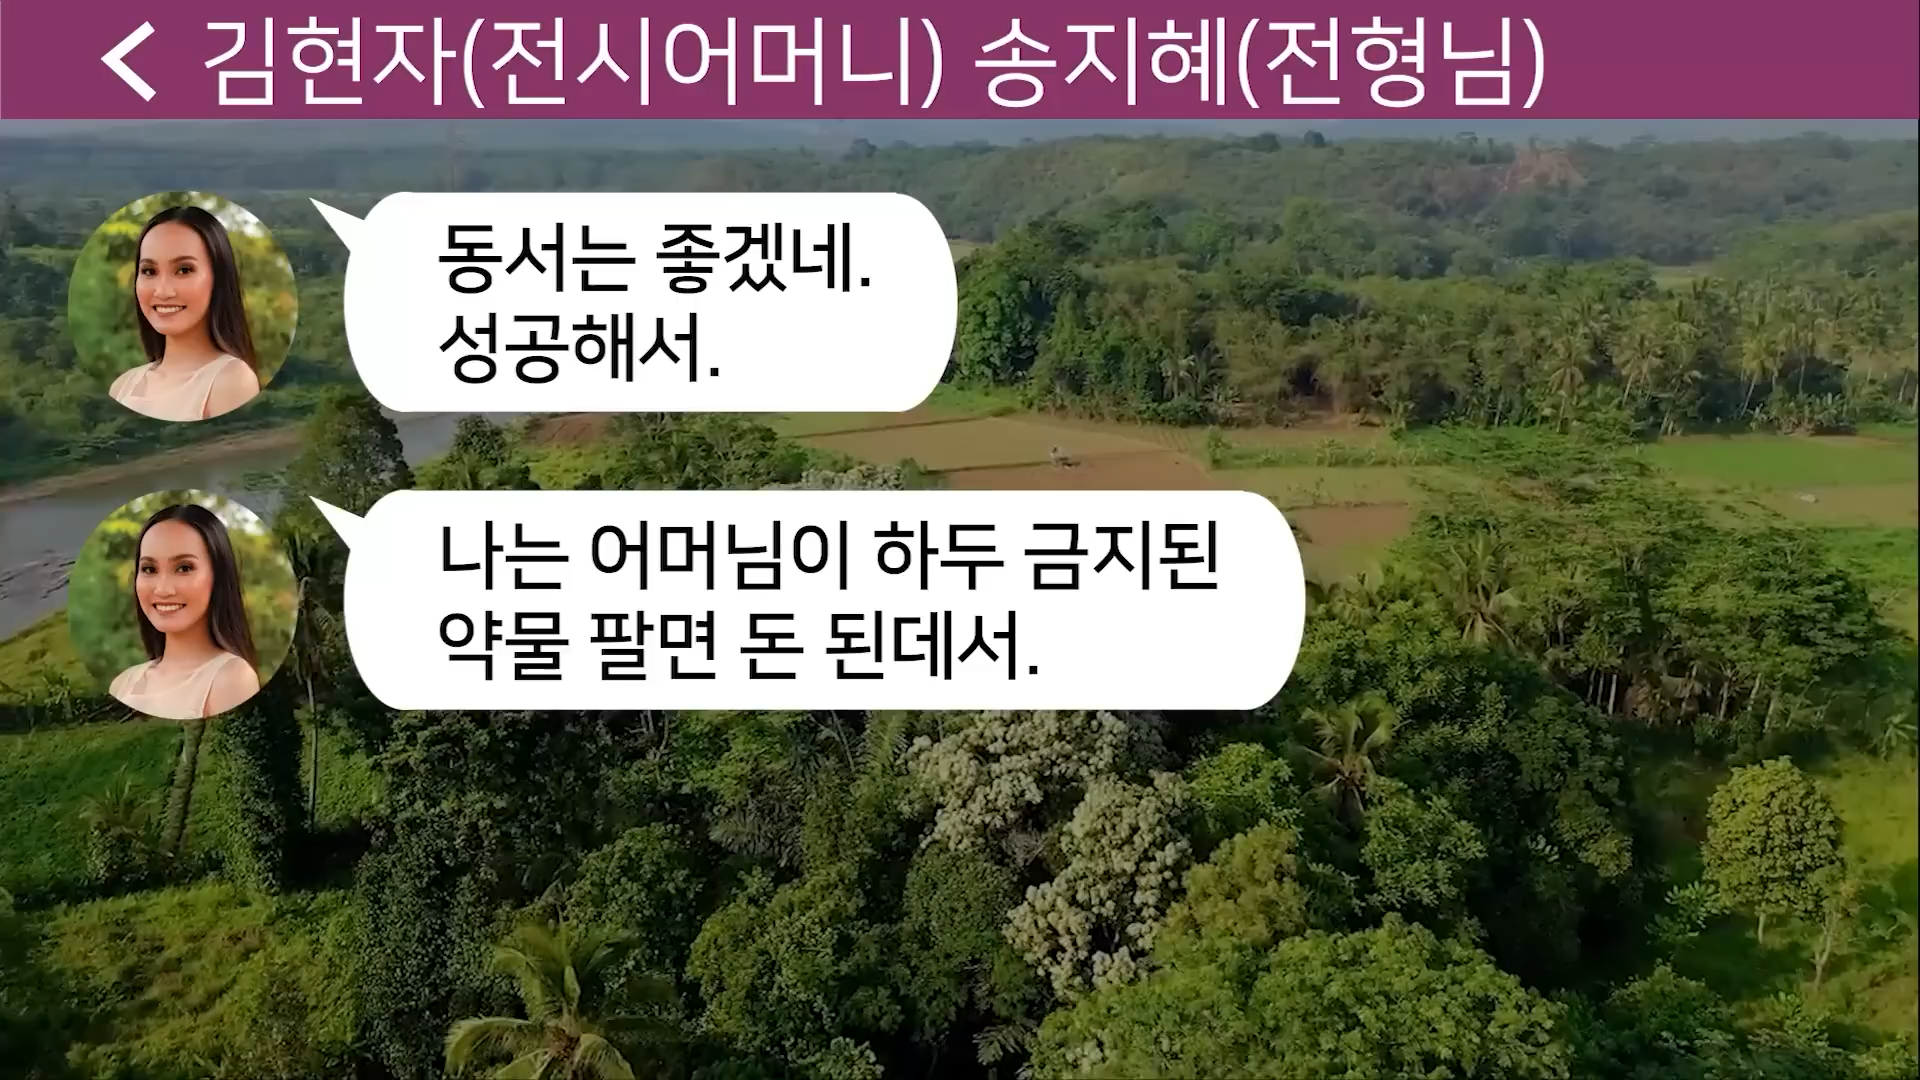 김현자(전시어머니) 송지혜(전형님)
동서는 좋겠네.
성공해서.
나는 어머님이 하두 금지된
약물 팔면 돈 된데서.